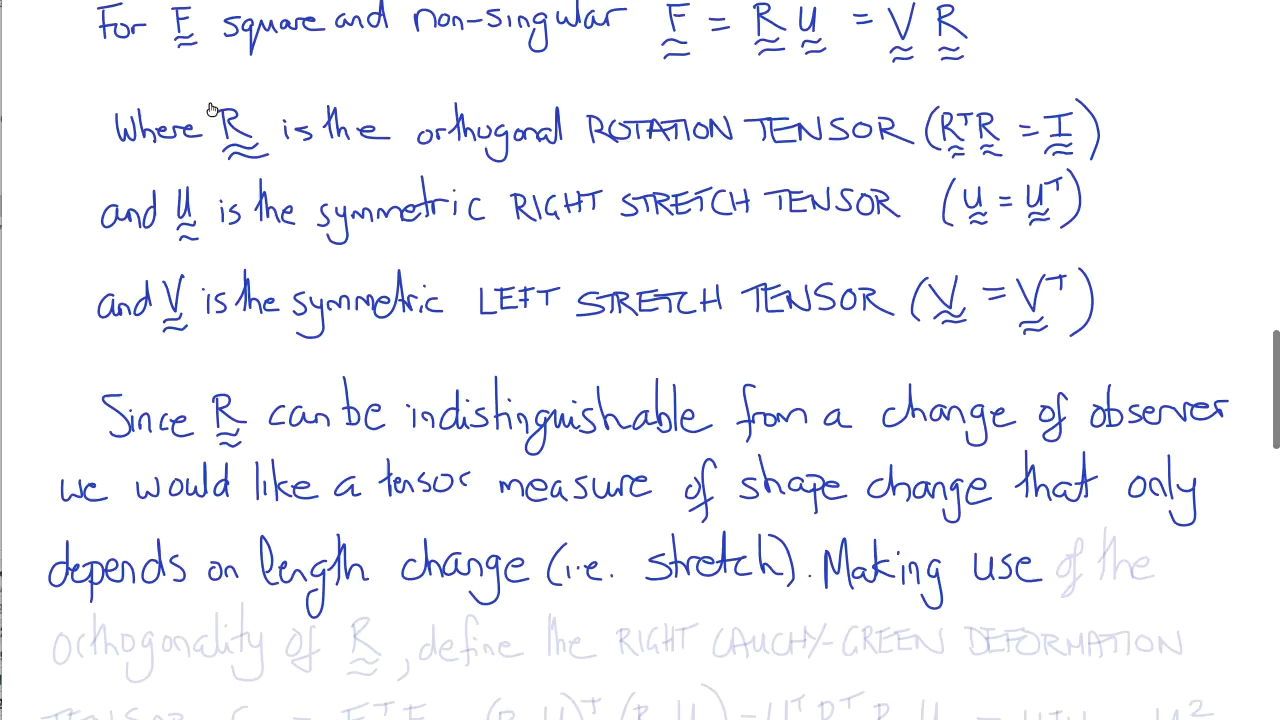 For F square and non-singular F = R U = V R
Where R is the orthogonal ROTATION TENSOR (RᵀR = I)
and U is the symmetric RIGHT STRETCH TENSOR (U = Uᵀ)
and V is the symmetric LEFT STRETCH TENSOR (V = Vᵀ)
Since R can be indistinguishable from a change of observer
we would like a tensor measure of shape change that only
depends on length change (i.e. stretch). Making use of the
orthogonality of R, define the RIGHT CAUCHY-GREEN DEFORMATION